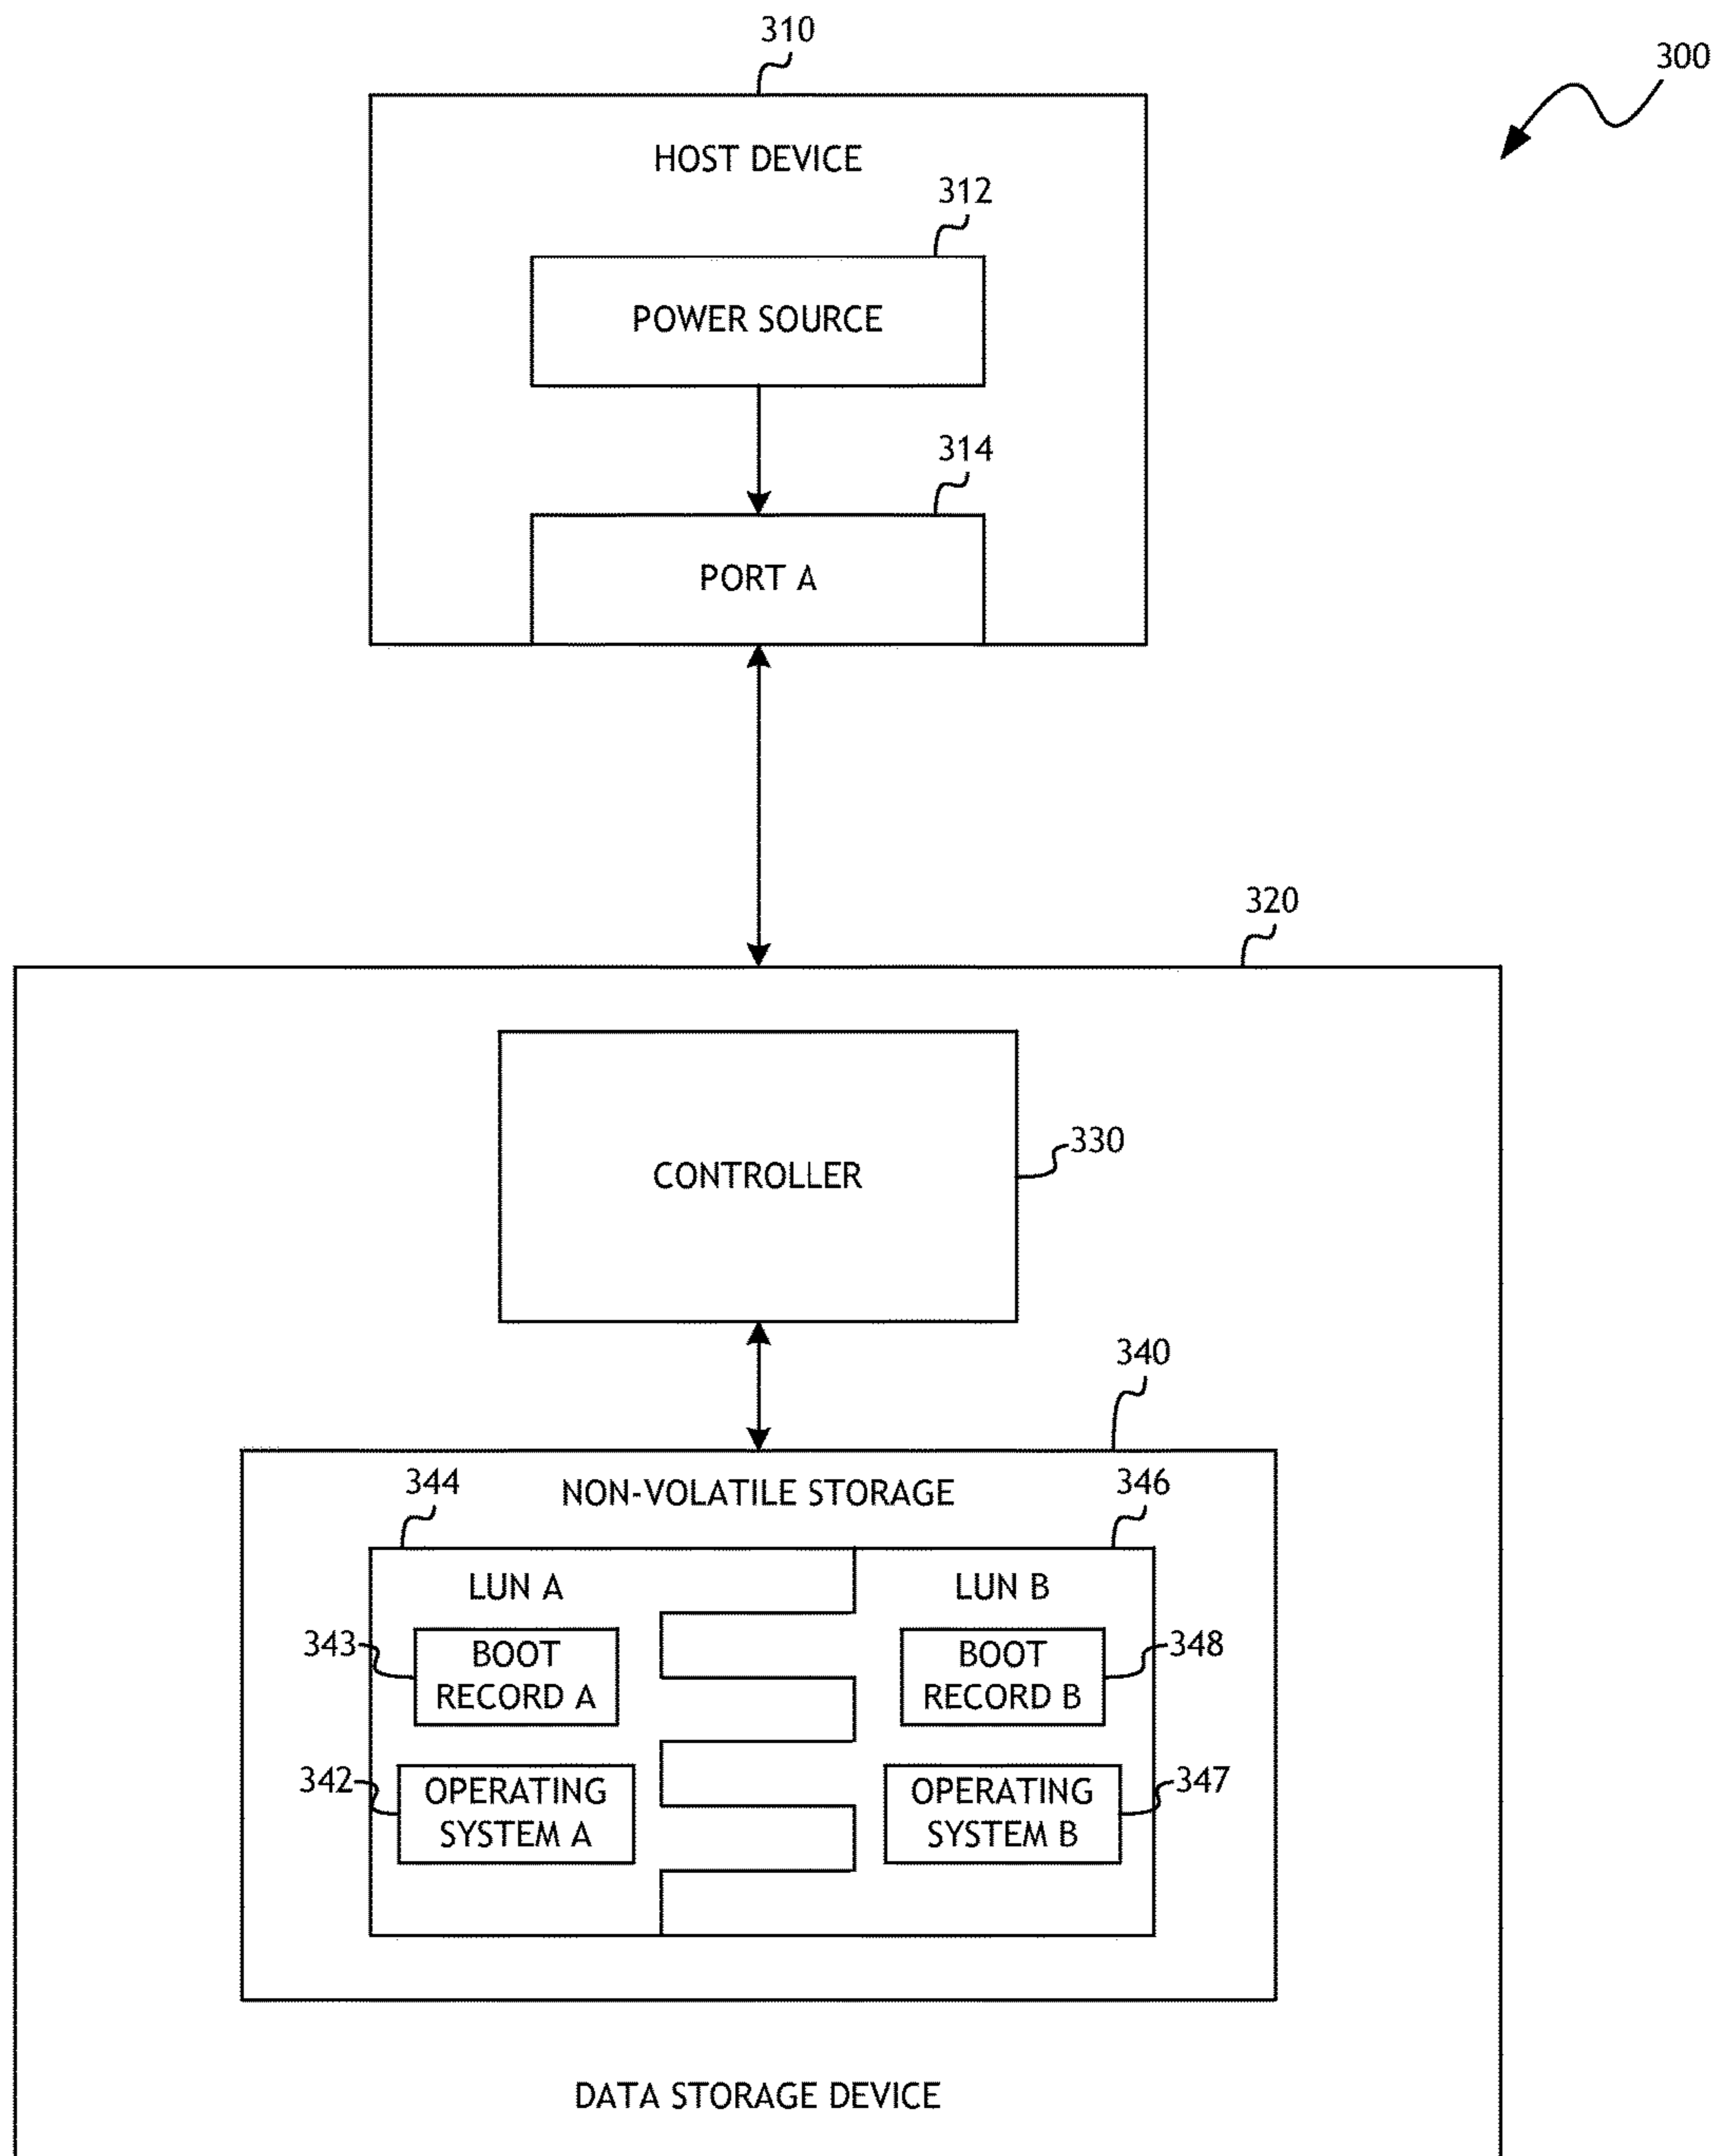 310
300
HOST DEVICE
312
POWER SOURCE
314
PORT A
320
CONTROLLER
330
340
NON-VOLATILE STORAGE
344
346
LUN A
LUN B
343
BOOT
RECORD A
BOOT
RECORD B
348
342
OPERATING
SYSTEM A
OPERATING
SYSTEM B
347
DATA STORAGE DEVICE